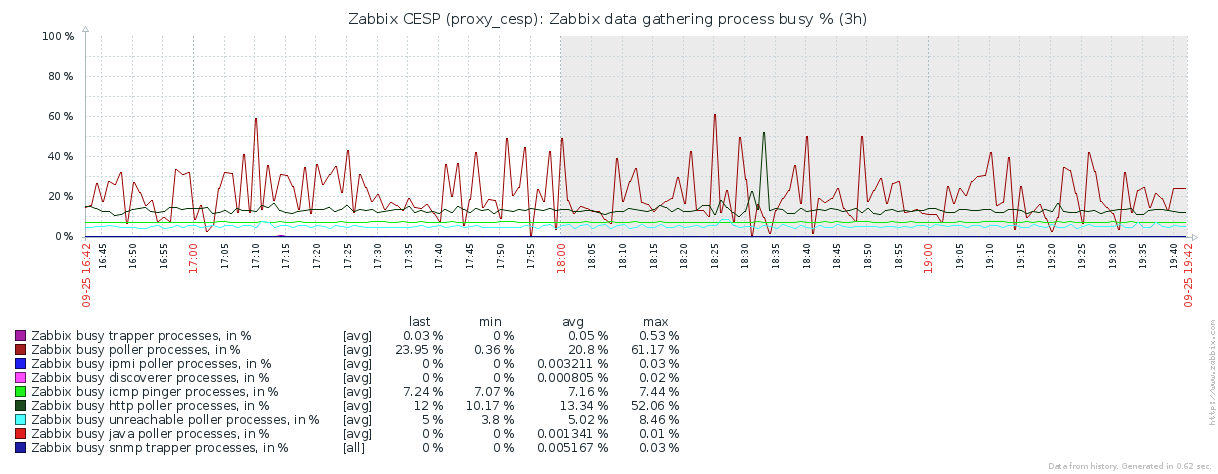 Zabbix CESP (proxy_cesp): Zabbix data gathering process busy % (3h)
100 %
80 %
60 %
40 %
20 %
0 %
09-25 16:42 16:45 16:50 16:55 17:00 17:05 17:10 17:15 17:20 17:25 17:30 17:35 17:40 17:45 17:50 17:55 18:00 18:05 18:10 18:15 18:20 18:25 18:30 18:35 18:40 18:45 18:50 18:55 19:00 19:05 19:10 19:15 19:20 19:25 19:30 19:35 19:40 09-25 19:42
last min avg max
Zabbix busy trapper processes, in % [avg] 0.03 % 0 % 0.05 % 0.53 %
Zabbix busy poller processes, in % [avg] 23.95 % 0.36 % 20.8 % 61.17 %
Zabbix busy ipmi poller processes, in % [avg] 0 % 0 % 0.003211 % 0.03 %
Zabbix busy discoverer processes, in % [avg] 0 % 0 % 0.000805 % 0.02 %
Zabbix busy icmp pinger processes, in % [avg] 7.24 % 7.07 % 7.16 % 7.44 %
Zabbix busy http poller processes, in % [avg] 12 % 10.17 % 13.34 % 52.06 %
Zabbix busy unreachable poller processes, in % [avg] 5 % 3.8 % 5.02 % 8.46 %
Zabbix busy java poller processes, in % [avg] 0 % 0 % 0.001341 % 0.01 %
Zabbix busy snmp trapper processes, in % [all] 0 % 0 % 0.005167 % 0.03 %
http://www.zabbix.com
Data from history. Generated in 0.62 sec.